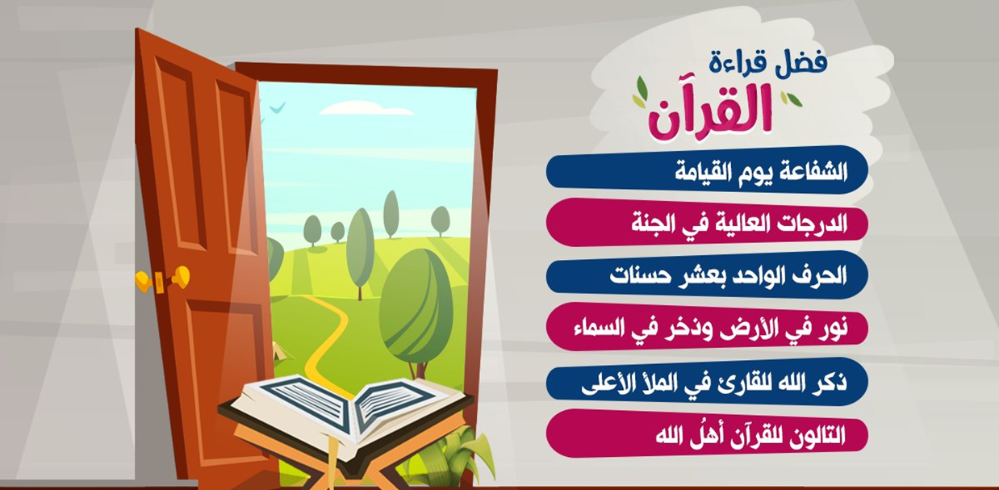 فضل قراءة
القرآن
الشفاعة يوم القيامة
الدرجات العالية في الجنة
الحرف الواحد بعشر حسنات
نور في الأرض وذخر في السماء
ذكر الله للقارئ في الملأ الأعلى
التالون للقرآن أهلُ الله